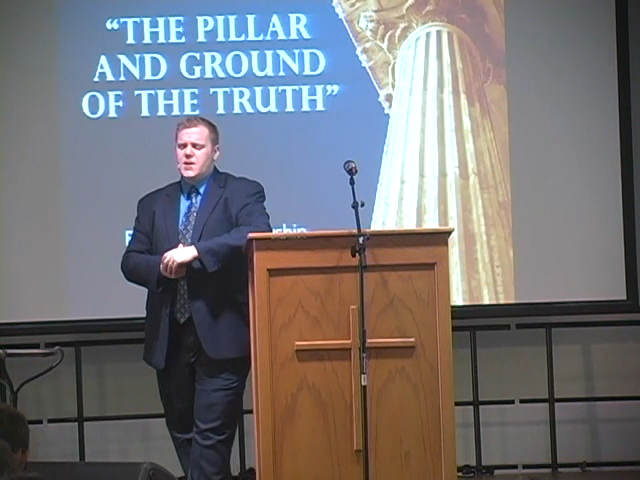 “THE PILLAR
AND GROUND
OF THE TRUTH”